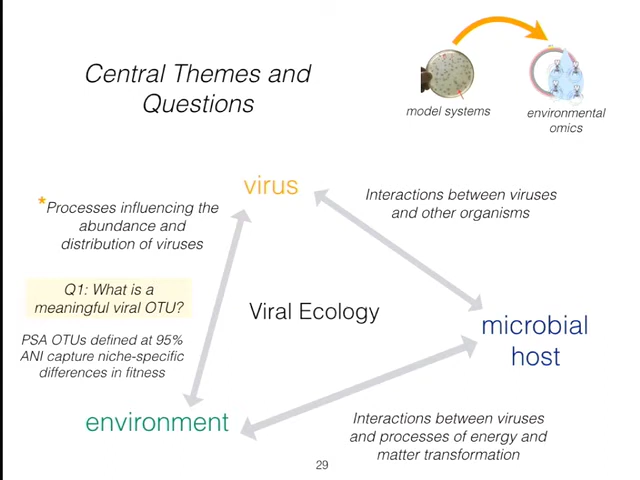 Central Themes and
Questions
model systems
environmental
omics
virus
*Processes influencing the
abundance and
distribution of viruses
Interactions between viruses
and other organisms
Q1: What is a
meaningful viral OTU?
Viral Ecology
PSA OTUs defined at 95%
ANI capture niche-specific
differences in fitness
microbial
host
environment
Interactions between viruses
and processes of energy and
matter transformation
29